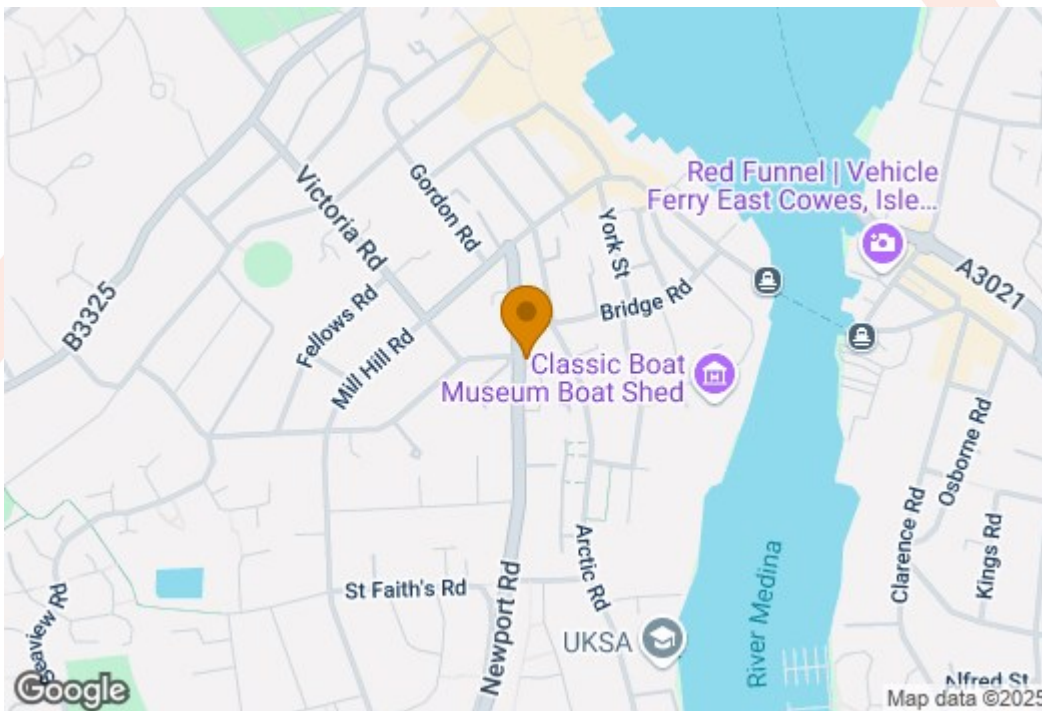 Red Funnel | Vehicle
Ferry East Cowes, Isle...
Gordon Rd
Victoria Rd
York St
A3021
B3325
Fellows Rd
Bridge Rd
Mill Hill Rd
Classic Boat
Museum Boat Shed
Osborne Rd
Clarence Rd
Kings Rd
Arctic Rd
St Faith's Rd
Newport Rd
Seaview Rd
River Medina
UKSA
Alfred St
Google
Map data ©2025